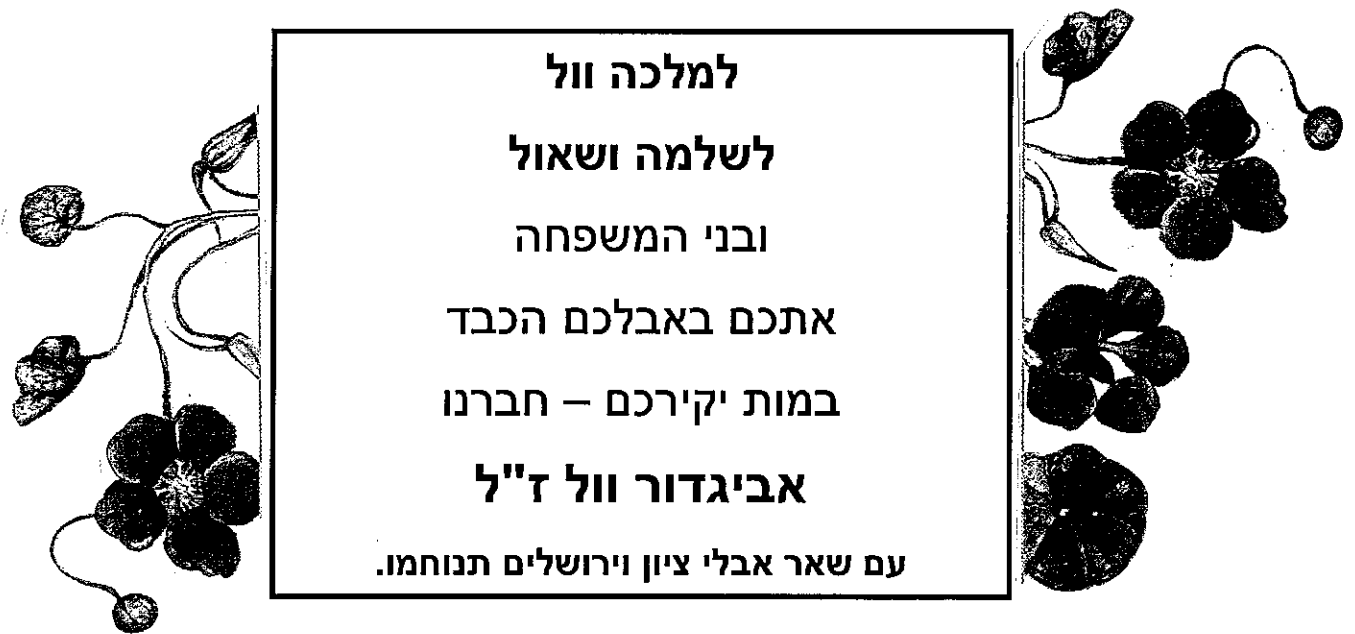 למלכה וול
לשלמה ושאול
ובני המשפחה
אתכם באבלכם הכבד
במות יקירכם – חברנו
אביגדור וול ז"ל
עם שאר אבלי ציון וירושלים תנוחמו.